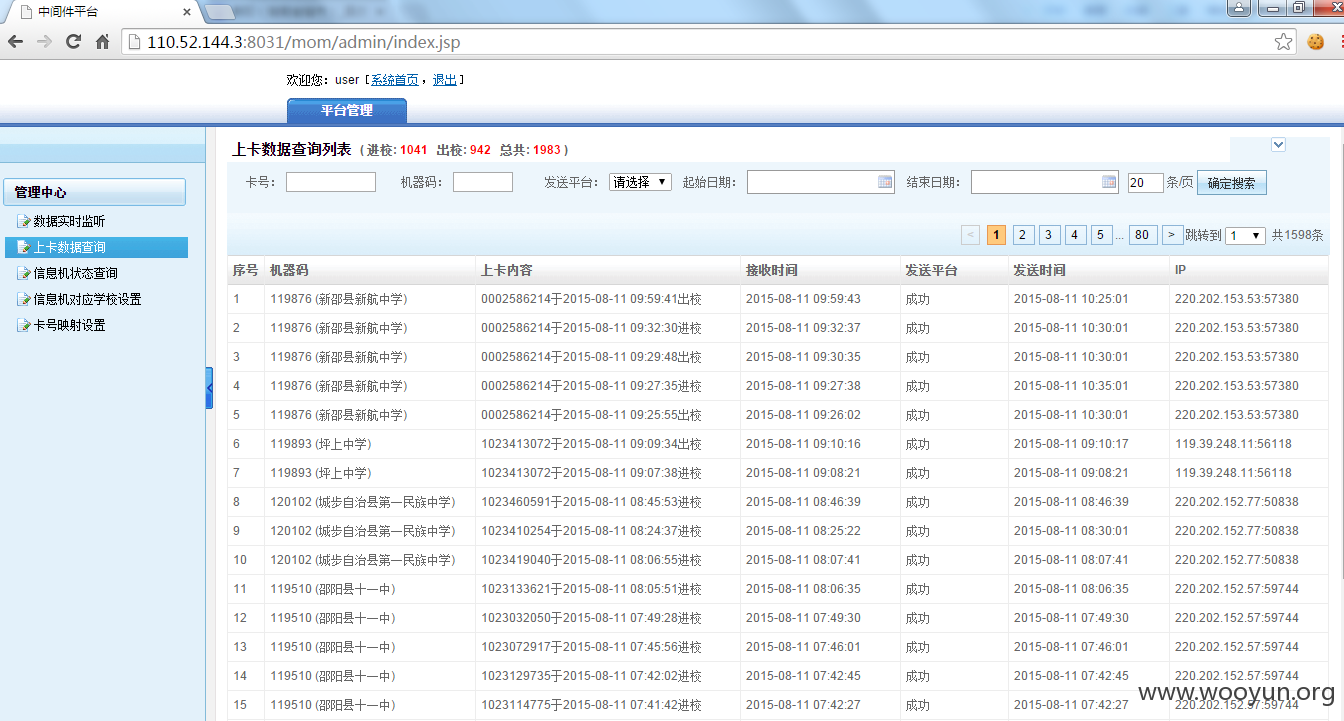 中间件平台
110.52.144.3:8031/mom/admin/index.jsp
欢迎您：user [系统首页，退出]
平台管理
上卡数据查询列表 (进校: 1041 出校: 942 总共: 1983)
管理中心
数据实时监听
上卡数据查询
信息机状态查询
信息机对应学校设置
卡号映射设置
卡号： 机器码： 发送平台： 请选择 起始日期： 结束日期： 20 条/页 确定搜索
< 1 2 3 4 5 ... 80 > 跳转到 1 共1598条
序号 机器码 上卡内容 接收时间 发送平台 发送时间 IP
1 119876 (新邵县新航中学) 0002586214于2015-08-11 09:59:41出校 2015-08-11 09:59:43 成功 2015-08-11 10:25:01 220.202.153.53:57380
2 119876 (新邵县新航中学) 0002586214于2015-08-11 09:32:30进校 2015-08-11 09:32:37 成功 2015-08-11 10:30:01 220.202.153.53:57380
3 119876 (新邵县新航中学) 0002586214于2015-08-11 09:29:48出校 2015-08-11 09:30:35 成功 2015-08-11 10:30:01 220.202.153.53:57380
4 119876 (新邵县新航中学) 0002586214于2015-08-11 09:27:35进校 2015-08-11 09:27:38 成功 2015-08-11 10:35:01 220.202.153.53:57380
5 119876 (新邵县新航中学) 0002586214于2015-08-11 09:25:55出校 2015-08-11 09:26:02 成功 2015-08-11 10:30:01 220.202.153.53:57380
6 119893 (坪上中学) 1023413072于2015-08-11 09:09:34出校 2015-08-11 09:10:16 成功 2015-08-11 09:10:17 119.39.248.11:56118
7 119893 (坪上中学) 1023413072于2015-08-11 09:07:38进校 2015-08-11 09:08:21 成功 2015-08-11 09:08:21 119.39.248.11:56118
8 120102 (城步自治县第一民族中学) 1023460591于2015-08-11 08:45:53进校 2015-08-11 08:46:39 成功 2015-08-11 08:46:39 220.202.152.77:50838
9 120102 (城步自治县第一民族中学) 1023410254于2015-08-11 08:24:37进校 2015-08-11 08:25:22 成功 2015-08-11 08:30:01 220.202.152.77:50838
10 120102 (城步自治县第一民族中学) 1023419040于2015-08-11 08:06:55进校 2015-08-11 08:07:41 成功 2015-08-11 08:07:41 220.202.152.77:50838
11 119510 (邵阳县十一中) 1023133621于2015-08-11 08:05:51进校 2015-08-11 08:06:35 成功 2015-08-11 08:06:35 220.202.152.57:59744
12 119510 (邵阳县十一中) 1023032050于2015-08-11 07:49:28进校 2015-08-11 07:49:30 成功 2015-08-11 07:49:30 220.202.152.57:59744
13 119510 (邵阳县十一中) 1023072917于2015-08-11 07:45:56进校 2015-08-11 07:46:01 成功 2015-08-11 07:46:01 220.202.152.57:59744
14 119510 (邵阳县十一中) 1023129735于2015-08-11 07:42:02进校 2015-08-11 07:42:45 成功 2015-08-11 07:42:45 220.202.152.57:59744
15 119510 (邵阳县十一中) 1023114775于2015-08-11 07:41:42进校 2015-08-11 07:42:27 成功 2015-08-11 07:42:27 220.202.152.57:59744
www.wooyun.org